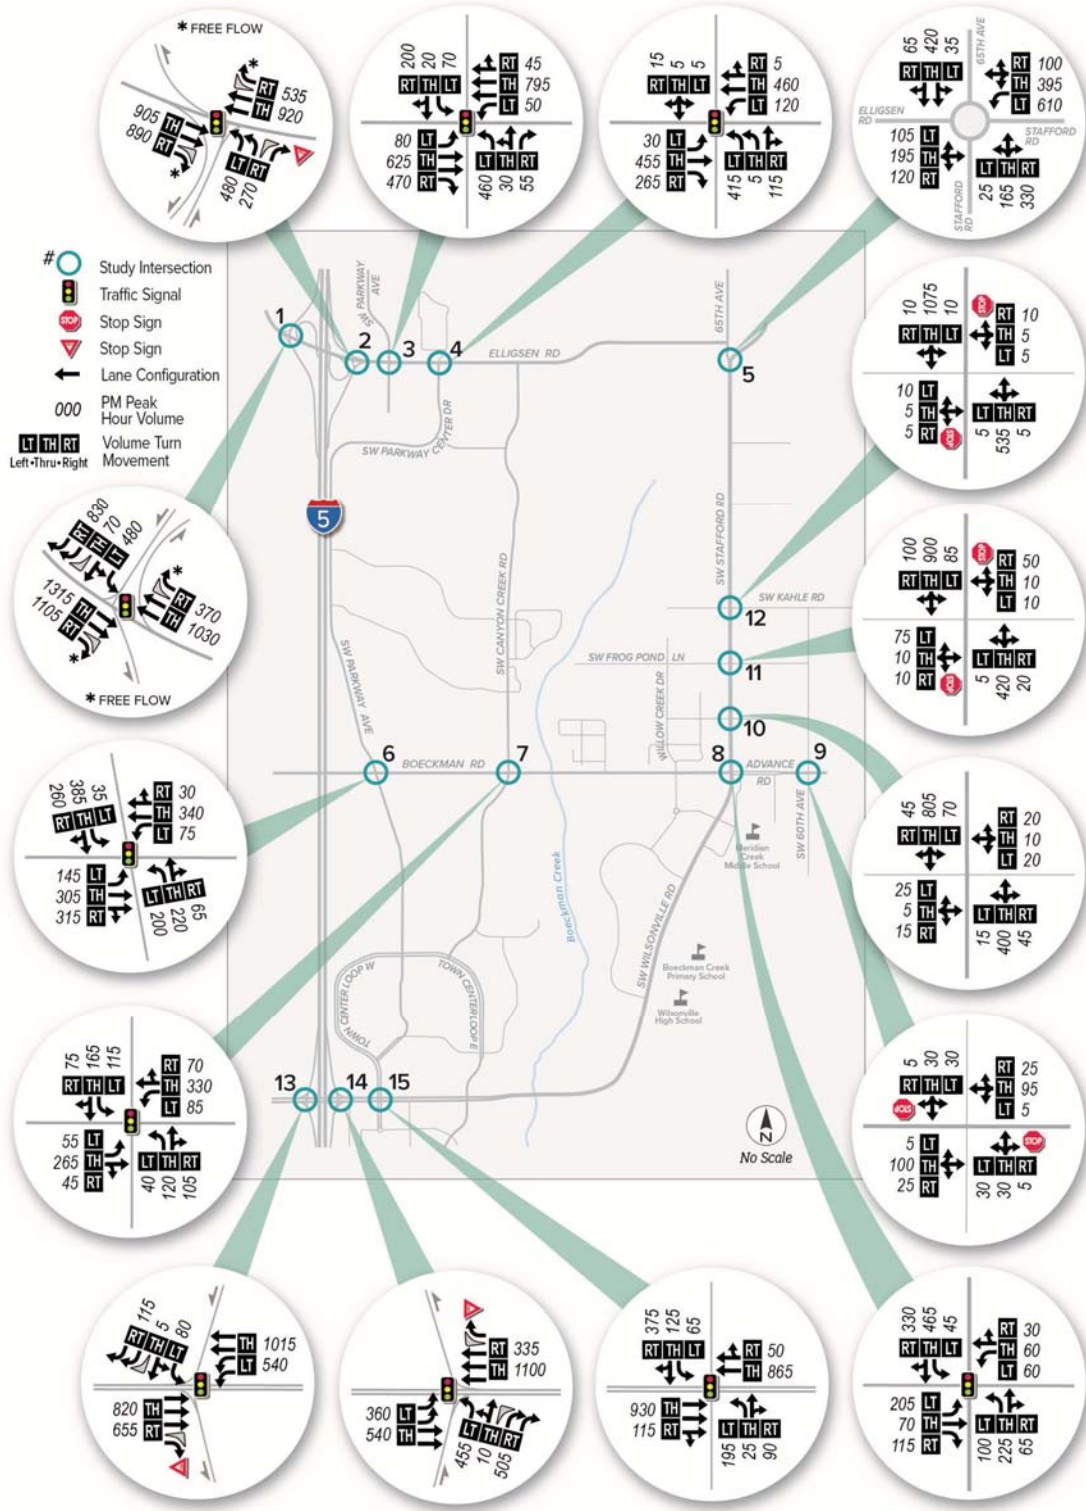 * FREE FLOW
RT 535
TH 920
905 TH
890 RT
LT RT
480 270
200 20 70
RT TH LT
RT 45
TH 795
LT 50
80 LT
625 TH
470 RT
LT TH RT
460 30 55
15 5 5
RT TH LT
RT 5
TH 460
LT 120
30 LT
455 TH
265 RT
LT TH RT
415 5 115
65 420 35
RT TH LT
65TH AVE
RT 100
TH 395
LT 610
ELLIGSEN RD
STAFFORD RD
105 LT
195 TH
120 RT
LT TH RT
25 165 330
STAFFORD RD
# Study Intersection
Traffic Signal
STOP Stop Sign
Stop Sign
Lane Configuration
000 PM Peak
Hour Volume
LT TH RT Volume Turn
Left•Thru•Right Movement
1
2
3
4
5
SW PARKWAY AVE
65TH AVE
ELLIGSEN RD
SW PARKWAY CENTER DR
5
SW CANYON CREEK RD
SW STAFFORD RD
SW KAHLE RD
12
SW FROG POND LN
11
WILLOW CREEK DR
10
SW PARKWAY AVE
6
BOECKMAN RD
7
8
ADVANCE RD
9
SW 60TH AVE
Meridian
Creek
Middle School
Boeckman Creek
SW WILSONVILLE RD
Boeckman Creek
Primary School
Wilsonville
High School
TOWN CENTER LOOP W
TOWN CENTER LOOP E
13
14
15
N
No Scale
10 1075 10
RT TH LT
STOP
RT 10
TH 5
LT 5
10 LT
5 TH
5 RT
STOP
LT TH RT
5 535 5
830 70 480
RT TH LT
1315 TH
1105 RT
RT 370
TH 1030
* FREE FLOW
100 900 85
RT TH LT
STOP
RT 50
TH 10
LT 10
75 LT
10 TH
10 RT
STOP
LT TH RT
5 420 20
260 385 35
RT TH LT
RT 30
TH 340
LT 75
145 LT
305 TH
315 RT
LT TH RT
200 220 65
45 805 70
RT TH LT
RT 20
TH 10
LT 20
25 LT
5 TH
15 RT
LT TH RT
15 400 45
75 165 115
RT TH LT
RT 70
TH 330
LT 85
55 LT
265 TH
45 RT
LT TH RT
40 120 105
5 30 30
RT TH LT
STOP
RT 25
TH 95
LT 5
5 LT
100 TH
25 RT
STOP
LT TH RT
30 30 5
115 5 80
RT TH LT
TH 1015
LT 540
820 TH
655 RT
RT 335
TH 1100
360 LT
540 TH
LT TH RT
455 10 505
375 125 65
RT TH LT
RT 50
TH 865
930 TH
115 RT
LT TH RT
195 25 90
330 465 45
RT TH LT
RT 30
TH 60
LT 60
205 LT
70 TH
115 RT
LT TH RT
100 225 65